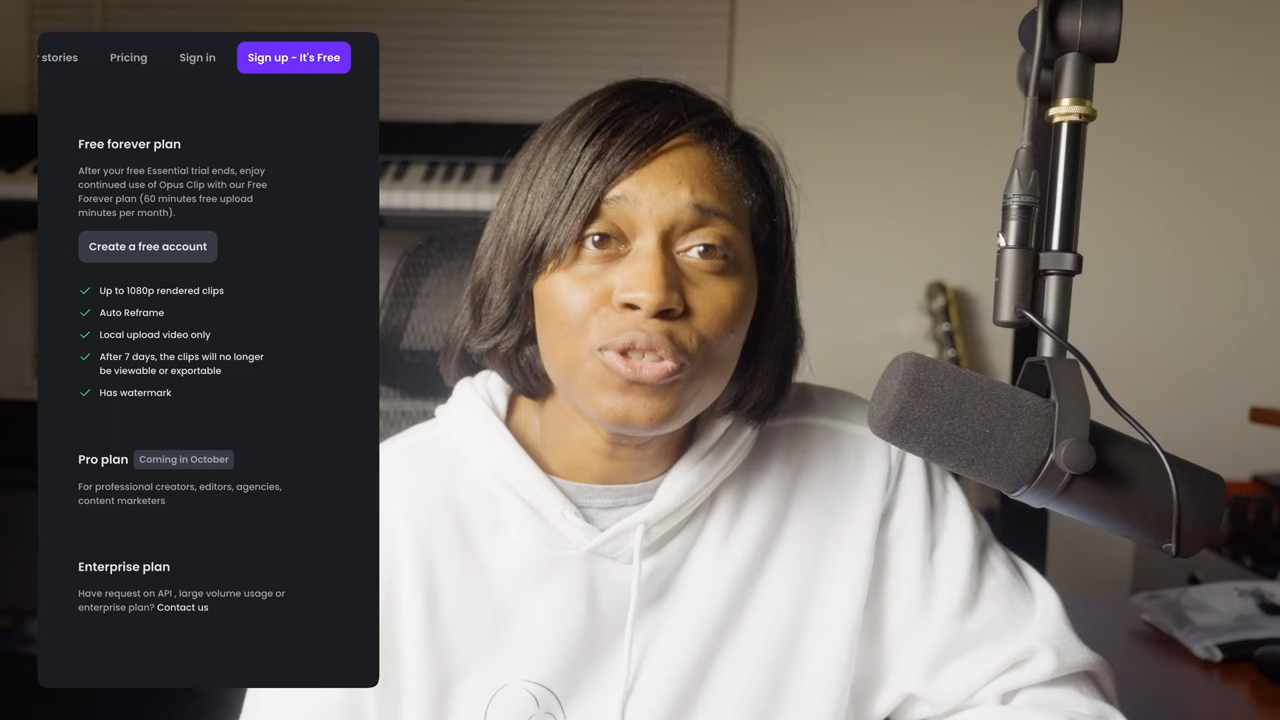 stories
Pricing
Sign in
Sign up - It's Free
Free forever plan
After your free Essential trial ends, enjoy
continued use of Opus Clip with our Free
Forever plan (60 minutes free upload
minutes per month).
Create a free account
Up to 1080p rendered clips
Auto Reframe
Local upload video only
After 7 days, the clips will no longer
be viewable or exportable
Has watermark
Pro plan Coming in October
For professional creators, editors, agencies,
content marketers
Enterprise plan
Have request on API , large volume usage or
enterprise plan? Contact us